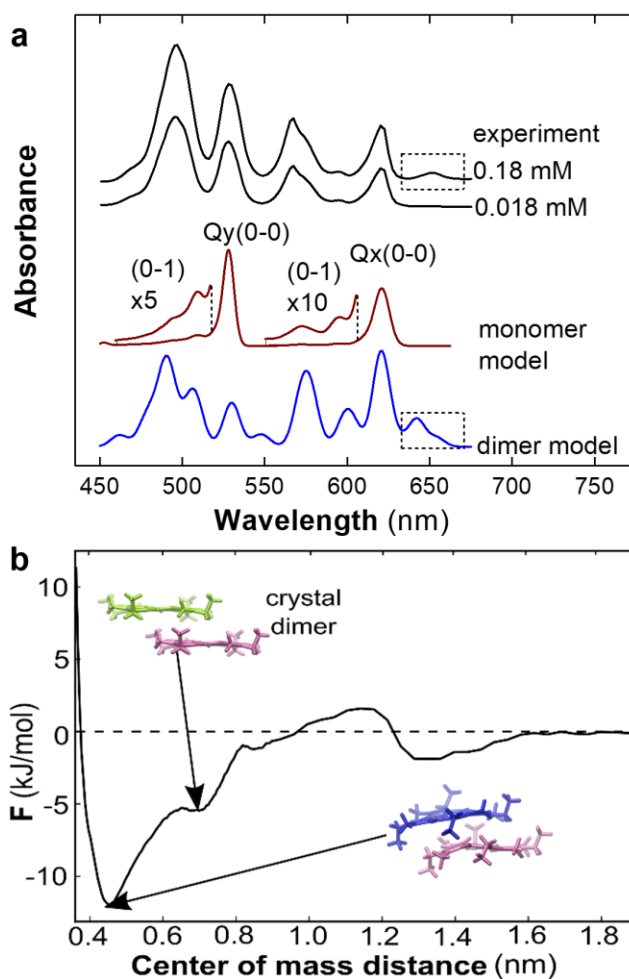 a
Absorbance
experiment
0.18 mM
0.018 mM
Qy(0-0)
(0-1)
x5
(0-1)
x10
Qx(0-0)
monomer
model
dimer model
450 500 550 600 650 700 750
Wavelength (nm)
b
F (kJ/mol)
10
5
0
-5
-10
crystal
dimer
0.4 0.6 0.8 1.0 1.2 1.4 1.6 1.8
Center of mass distance (nm)